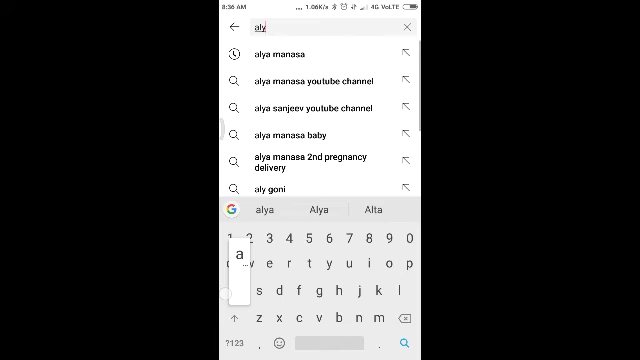 8:36 AM ... 1.06K/s 4G VoLTE
aly
alya manasa
alya manasa youtube channel
alya sanjeev youtube channel
alya manasa baby
alya manasa 2nd pregnancy
delivery
aly goni
alya Alya Alta
1 2 3 4 5 6 7 8 9 0
w e r t y u i o p
a s d f g h j k l
z x c v b n m
?123 , .